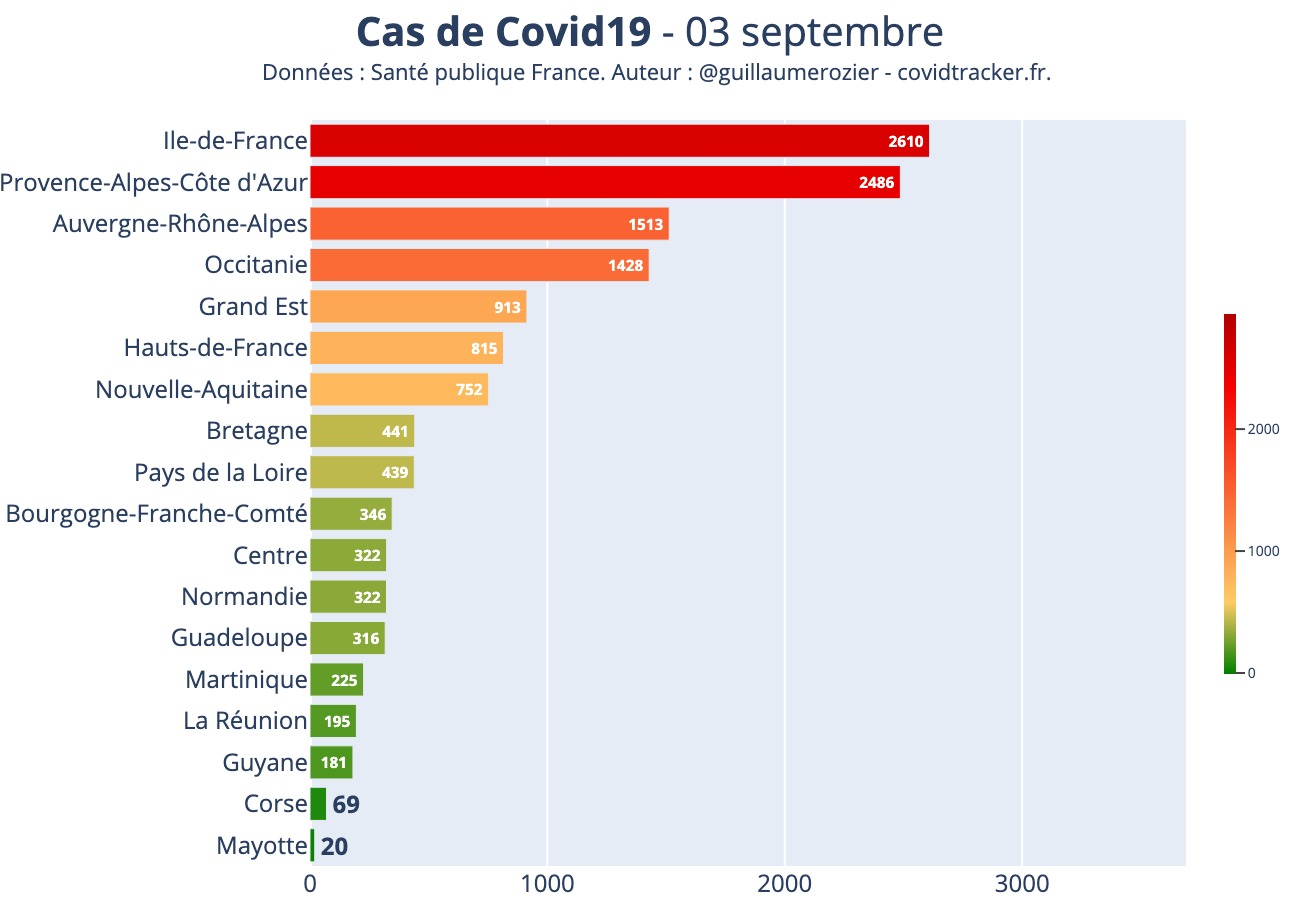 Cas de Covid19 - 03 septembre
Données : Santé publique France. Auteur : @guillaumerozier - covidtracker.fr.
Ile-de-France 2610
Provence-Alpes-Côte d'Azur 2486
Auvergne-Rhône-Alpes 1513
Occitanie 1428
Grand Est 913
Hauts-de-France 815
Nouvelle-Aquitaine 752
Bretagne 441
Pays de la Loire 439
Bourgogne-Franche-Comté 346
Centre 322
Normandie 322
Guadeloupe 316
Martinique 225
La Réunion 195
Guyane 181
Corse 69
Mayotte 20
0 1000 2000 3000
2000
1000
0